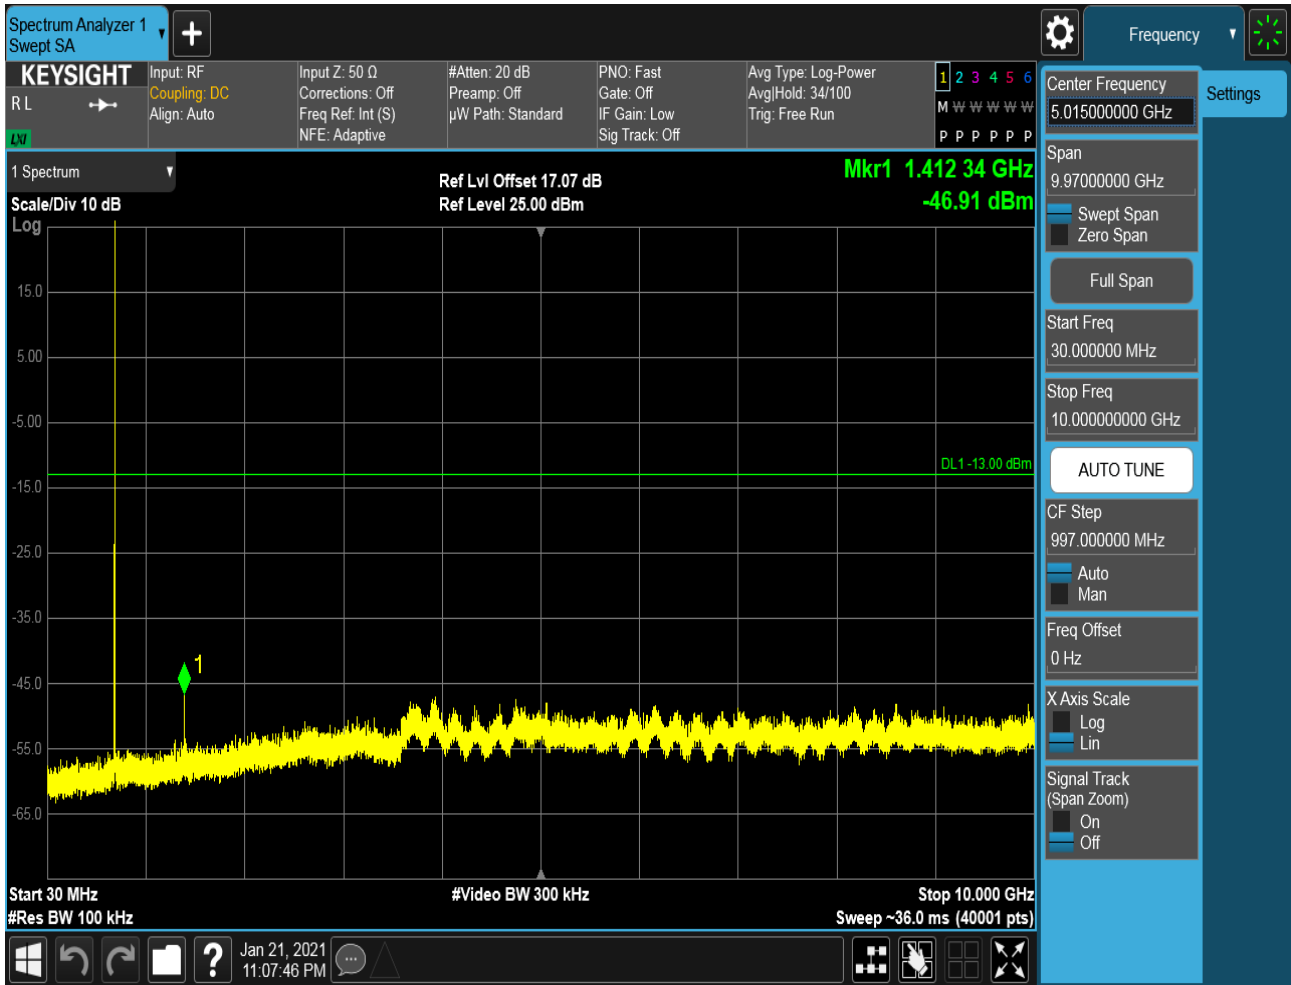 Spectrum Analyzer 1
Swept SA
Frequency
KEYSIGHT
R L
LXI
Input: RF
Coupling: DC
Align: Auto
Input Z: 50 Ω
Corrections: Off
Freq Ref: Int (S)
NFE: Adaptive
#Atten: 20 dB
Preamp: Off
µW Path: Standard
PNO: Fast
Gate: Off
IF Gain: Low
Sig Track: Off
Avg Type: Log-Power
Avg|Hold: 34/100
Trig: Free Run
1 2 3 4 5 6
M W W W W W
P P P P P P
1 Spectrum
Scale/Div 10 dB
Log
Ref Lvl Offset 17.07 dB
Ref Level 25.00 dBm
Mkr1 1.412 34 GHz
-46.91 dBm
15.0
5.00
-5.00
DL1 -13.00 dBm
-15.0
-25.0
-35.0
1
-45.0
-55.0
-65.0
Start 30 MHz
#Res BW 100 kHz
#Video BW 300 kHz
Stop 10.000 GHz
Sweep ~36.0 ms (40001 pts)
?
Jan 21, 2021
11:07:46 PM
Center Frequency
5.015000000 GHz
Settings
Span
9.97000000 GHz
Swept Span
Zero Span
Full Span
Start Freq
30.000000 MHz
Stop Freq
10.000000000 GHz
AUTO TUNE
CF Step
997.000000 MHz
Auto
Man
Freq Offset
0 Hz
X Axis Scale
Log
Lin
Signal Track
(Span Zoom)
On
Off